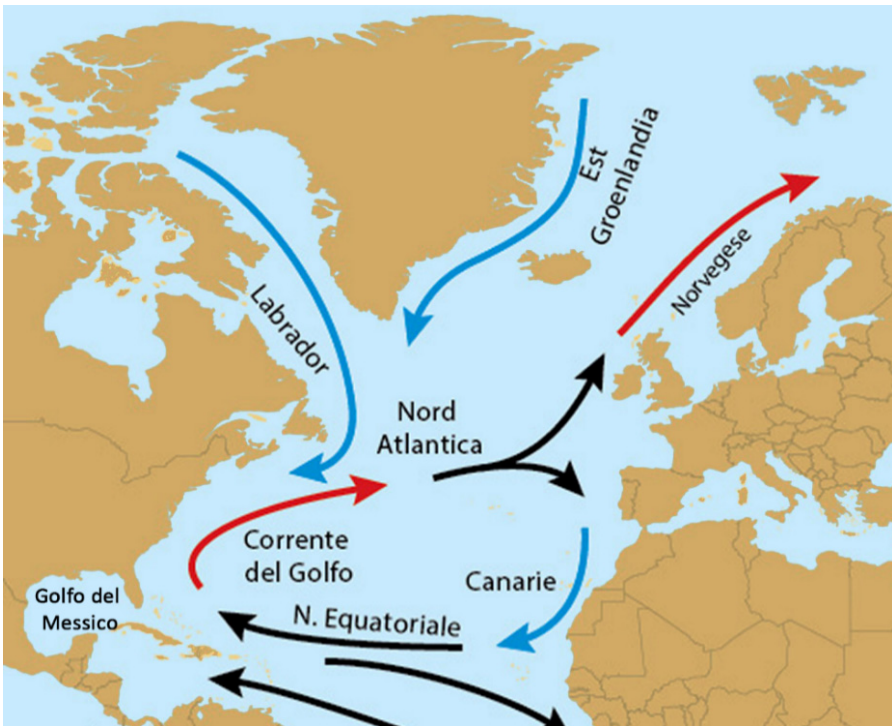 Est
Groenlandia
Norvegese
Labrador
Nord
Atlantica
Corrente
del Golfo
Canarie
Golfo del
Messico
N. Equatoriale